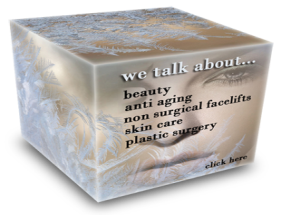 we talk about...
beauty
anti aging
non surgical facelifts
skin care
plastic surgery
click here